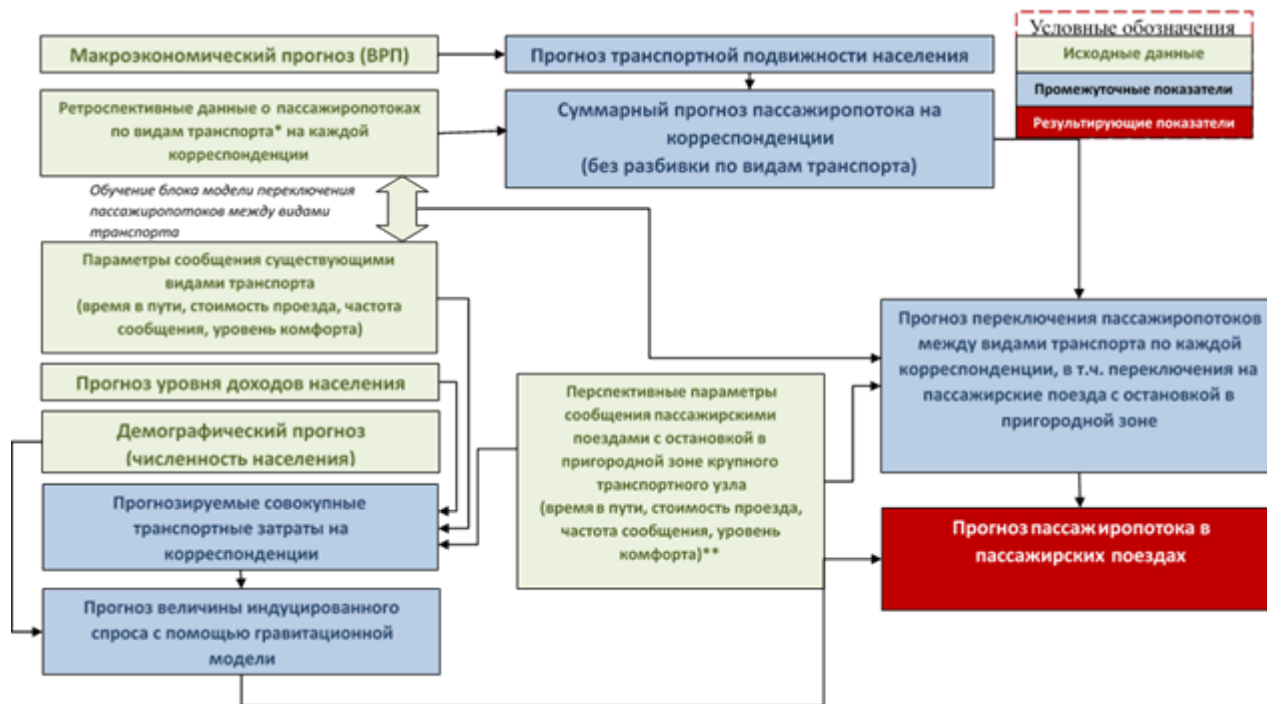 Условные обозначения
Исходные данные
Промежуточные показатели
Результирующие показатели
Макроэкономический прогноз (ВРП)
Прогноз транспортной подвижности населения
Ретроспективные данные о пассажиропотоках
по видам транспорта* на каждой
корреспонденции
Суммарный прогноз пассажиропотока на
корреспонденции
(без разбивки по видам транспорта)
Обучение блока модели переключения
пассажиропотоков между видами
транспорта
Параметры сообщения существующими
видами транспорта
(время в пути, стоимость проезда, частота
сообщения, уровень комфорта)
Прогноз уровня доходов населения
Демографический прогноз
(численность населения)
Прогнозируемые совокупные
транспортные затраты на
корреспонденции
Прогноз величины индуцированного
спроса с помощью гравитационной
модели
Перспективные параметры
сообщения пассажирскими
поездами с остановкой в
пригородной зоне крупного
транспортного узла
(время в пути, стоимость проезда,
частота сообщения, уровень
комфорта)**
Прогноз переключения пассажиропотоков
между видами транспорта по каждой
корреспонденции, в т.ч. переключения на
пассажирские поезда с остановкой в
пригородной зоне
Прогноз пассажиропотока в
пассажирских поездах